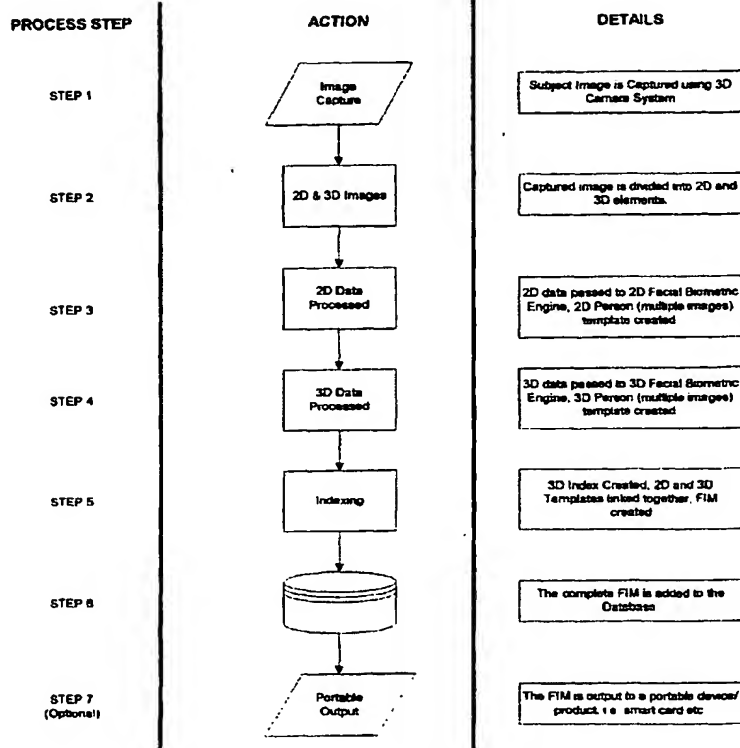 PROCESS STEP
ACTION
DETAILS
STEP 1
Image
Capture
Subject Image is Captured using 3D
Camera System
STEP 2
2D & 3D Images
Captured image is divided into 2D and
3D elements.
STEP 3
2D Data
Processed
2D data passed to 2D Facial Biometric
Engine, 2D Person (multiple images)
template created
STEP 4
3D Data
Processed
3D data passed to 3D Facial Biometric
Engine, 3D Person (multiple images)
template created
STEP 5
Indexing
3D Index Created, 2D and 3D
Templates linked together, FIM
created
STEP 6
The complete FIM is added to the
Database
STEP 7
(Optional)
Portable
Output
The FIM is output to a portable device/
product. i.e. smart card etc